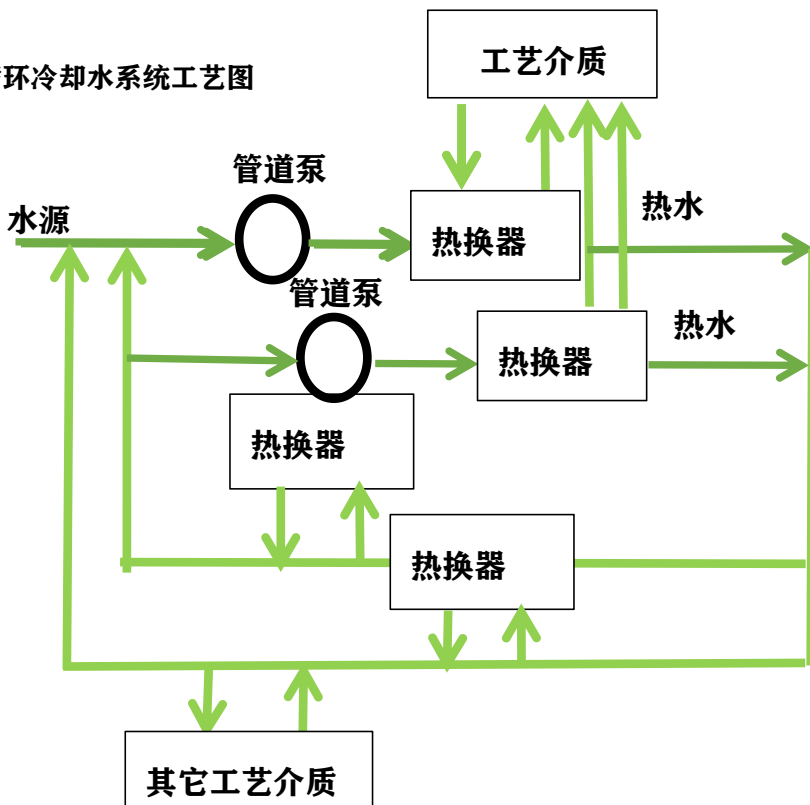 工艺介质
环冷却水系统工艺图
管道泵
水源
热水
热换器
管道泵
热水
热换器
热换器
热换器
其它工艺介质